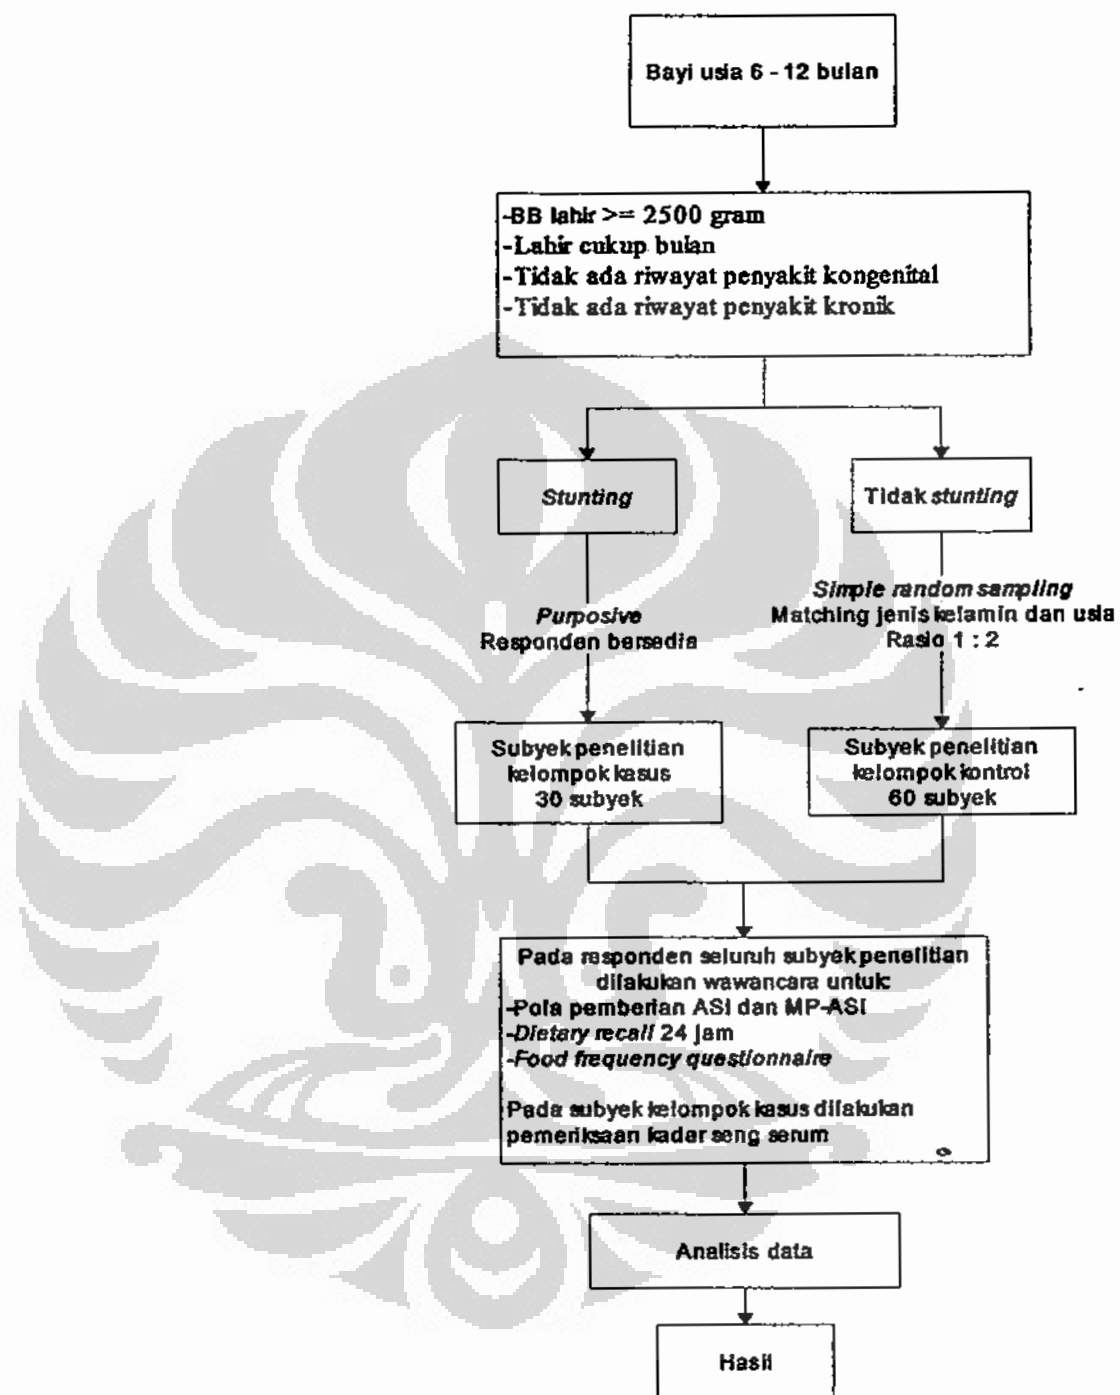 Bayi usia 6 - 12 bulan
-BB lahir >= 2500 gram
-Lahir cukup bulan
-Tidak ada riwayat penyakit kongenital
-Tidak ada riwayat penyakit kronik
Stunting
Tidak stunting
Purposive
Responden bersedia
Simple random sampling
Matching jenis kelamin dan usia
Rasio 1 : 2
Subyek penelitian
kelompok kasus
30 subyek
Subyek penelitian
kelompok kontrol
60 subyek
Pada responden seluruh subyek penelitian
dilakukan wawancara untuk:
-Pola pemberian ASI dan MP-ASI
-Dietary recall 24 jam
-Food frequency questionnaire
Pada subyek kelompok kasus dilakukan
pemeriksaan kadar seng serum
Analisis data
Hasil